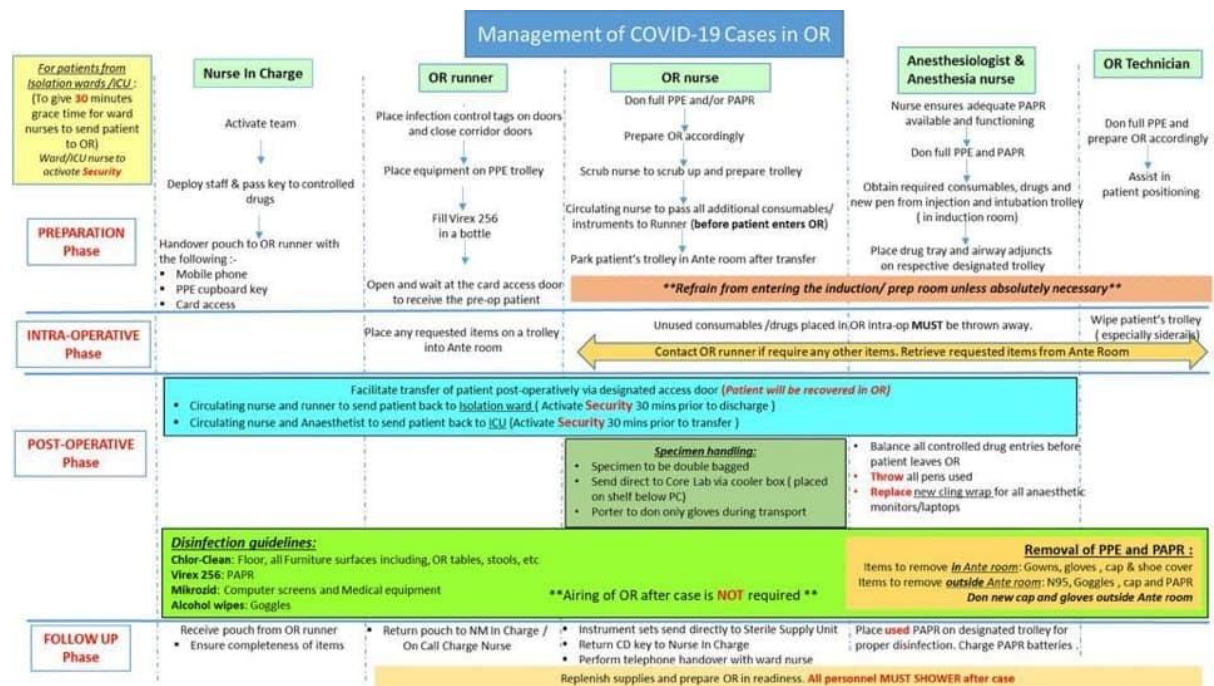 Management of COVID-19 Cases in OR
For patients from
Isolation wards /ICU :
(To give 30 minutes
grace time for ward
nurses to send patient
to OR)
Ward/ICU nurse to
activate Security
Nurse In Charge
OR runner
OR nurse
Anesthesiologist &
Anesthesia nurse
OR Technician
PREPARATION
Phase
Activate team
Deploy staff & pass key to controlled
drugs
Handover pouch to OR runner with
the following :-
▪ Mobile phone
▪ PPE cupboard key
▪ Card access
Place infection control tags on doors
and close corridor doors
Place equipment on PPE trolley
Fill Virex 256
in a bottle
Open and wait at the card access door
to receive the pre-op patient
Don full PPE and/or PAPR
Prepare OR accordingly
Scrub nurse to scrub up and prepare trolley
Circulating nurse to pass all additional consumables/
instruments to Runner (before patient enters OR)
Park patient's trolley in Ante room after transfer
Nurse ensures adequate PAPR
available and functioning
Don full PPE and PAPR
Obtain required consumables, drugs and
new pen from injection and intubation trolley
( in induction room)
Place drug tray and airway adjuncts
on respective designated trolley
Don full PPE and
prepare OR accordingly
Assist in
patient positioning
**Refrain from entering the induction/ prep room unless absolutely necessary**
INTRA-OPERATIVE
Phase
Place any requested items on a trolley
into Ante room
Unused consumables /drugs placed in OR intra-op MUST be thrown away.
Wipe patient's trolley
( especially siderails)
Contact OR runner if require any other items. Retrieve requested items from Ante Room
POST-OPERATIVE
Phase
Facilitate transfer of patient post-operatively via designated access door (Patient will be recovered in OR)
▪ Circulating nurse and runner to send patient back to Isolation ward ( Activate Security 30 mins prior to discharge )
▪ Circulating nurse and Anaesthetist to send patient back to ICU (Activate Security 30 mins prior to transfer )
Specimen handling:
• Specimen to be double bagged
• Send direct to Core Lab via cooler box ( placed
on shelf below PC)
• Porter to don only gloves during transport
• Balance all controlled drug entries before
patient leaves OR
• Throw all pens used
• Replace new cling wrap for all anaesthetic
monitors/laptops
Disinfection guidelines:
Chlor-Clean: Floor, all Furniture surfaces including, OR tables, stools, etc
Virex 256: PAPR
Mikrozid: Computer screens and Medical equipment
Alcohol wipes: Goggles
**Airing of OR after case is NOT required **
Removal of PPE and PAPR :
Items to remove in Ante room: Gowns, gloves , cap & shoe cover
Items to remove outside Ante room: N95, Goggles , cap and PAPR
Don new cap and gloves outside Ante room
FOLLOW UP
Phase
Receive pouch from OR runner
▪ Ensure completeness of items
▪ Return pouch to NM In Charge /
On Call Charge Nurse
▪ Instrument sets send directly to Sterile Supply Unit
▪ Return CD key to Nurse In Charge
▪ Perform telephone handover with ward nurse
Place used PAPR on designated trolley for
proper disinfection. Charge PAPR batteries .
Replenish supplies and prepare OR in readiness. All personnel MUST SHOWER after case